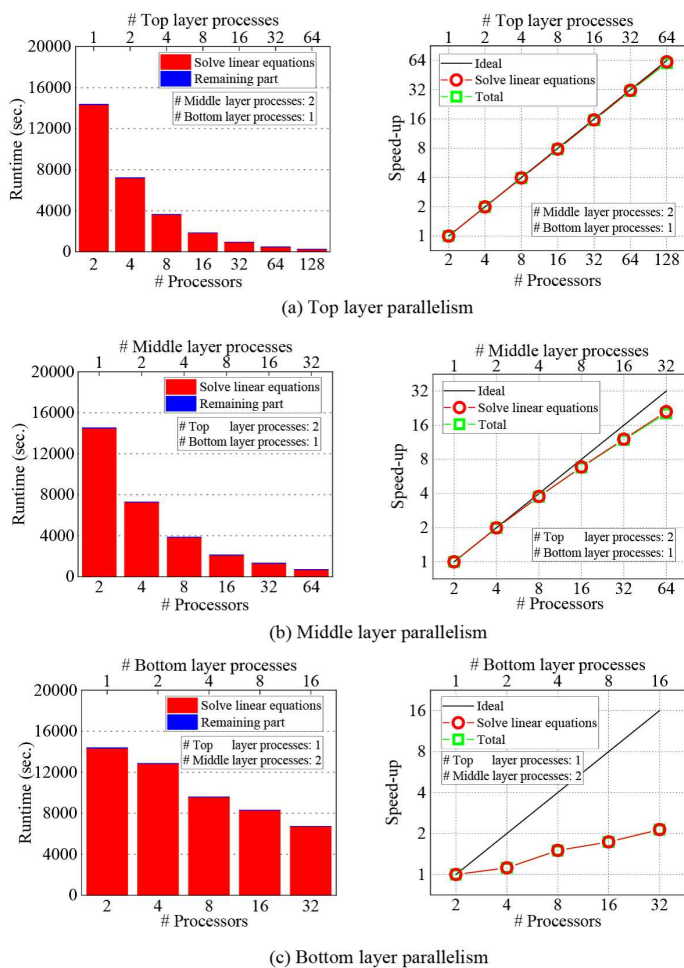 # Top layer processes
1 2 4 8 16 32 64
20000
16000
12000
8000
4000
0
Runtime (sec.)
Solve linear equations
Remaining part
# Middle layer processes: 2
# Bottom layer processes: 1
2 4 8 16 32 64 128
# Processors
# Top layer processes
1 2 4 8 16 32 64
64
32
16
8
4
2
1
Speed-up
Ideal
Solve linear equations
Total
# Middle layer processes: 2
# Bottom layer processes: 1
2 4 8 16 32 64 128
# Processors
(a) Top layer parallelism
# Middle layer processes
1 2 4 8 16 32
20000
16000
12000
8000
4000
0
Runtime (sec.)
Solve linear equations
Remaining part
# Top layer processes: 2
# Bottom layer processes: 1
2 4 8 16 32 64
# Processors
# Middle layer processes
1 2 4 8 16 32
32
16
8
4
2
1
Speed-up
Ideal
Solve linear equations
Total
# Top layer processes: 2
# Bottom layer processes: 1
2 4 8 16 32 64
# Processors
(b) Middle layer parallelism
# Bottom layer processes
1 2 4 8 16
20000
16000
12000
8000
4000
0
Runtime (sec.)
Solve linear equations
Remaining part
# Top layer processes: 1
# Middle layer processes: 2
2 4 8 16 32
# Processors
# Bottom layer processes
1 2 4 8 16
16
8
4
2
1
Speed-up
Ideal
Solve linear equations
Total
# Top layer processes: 1
# Middle layer processes: 2
2 4 8 16 32
# Processors
(c) Bottom layer parallelism